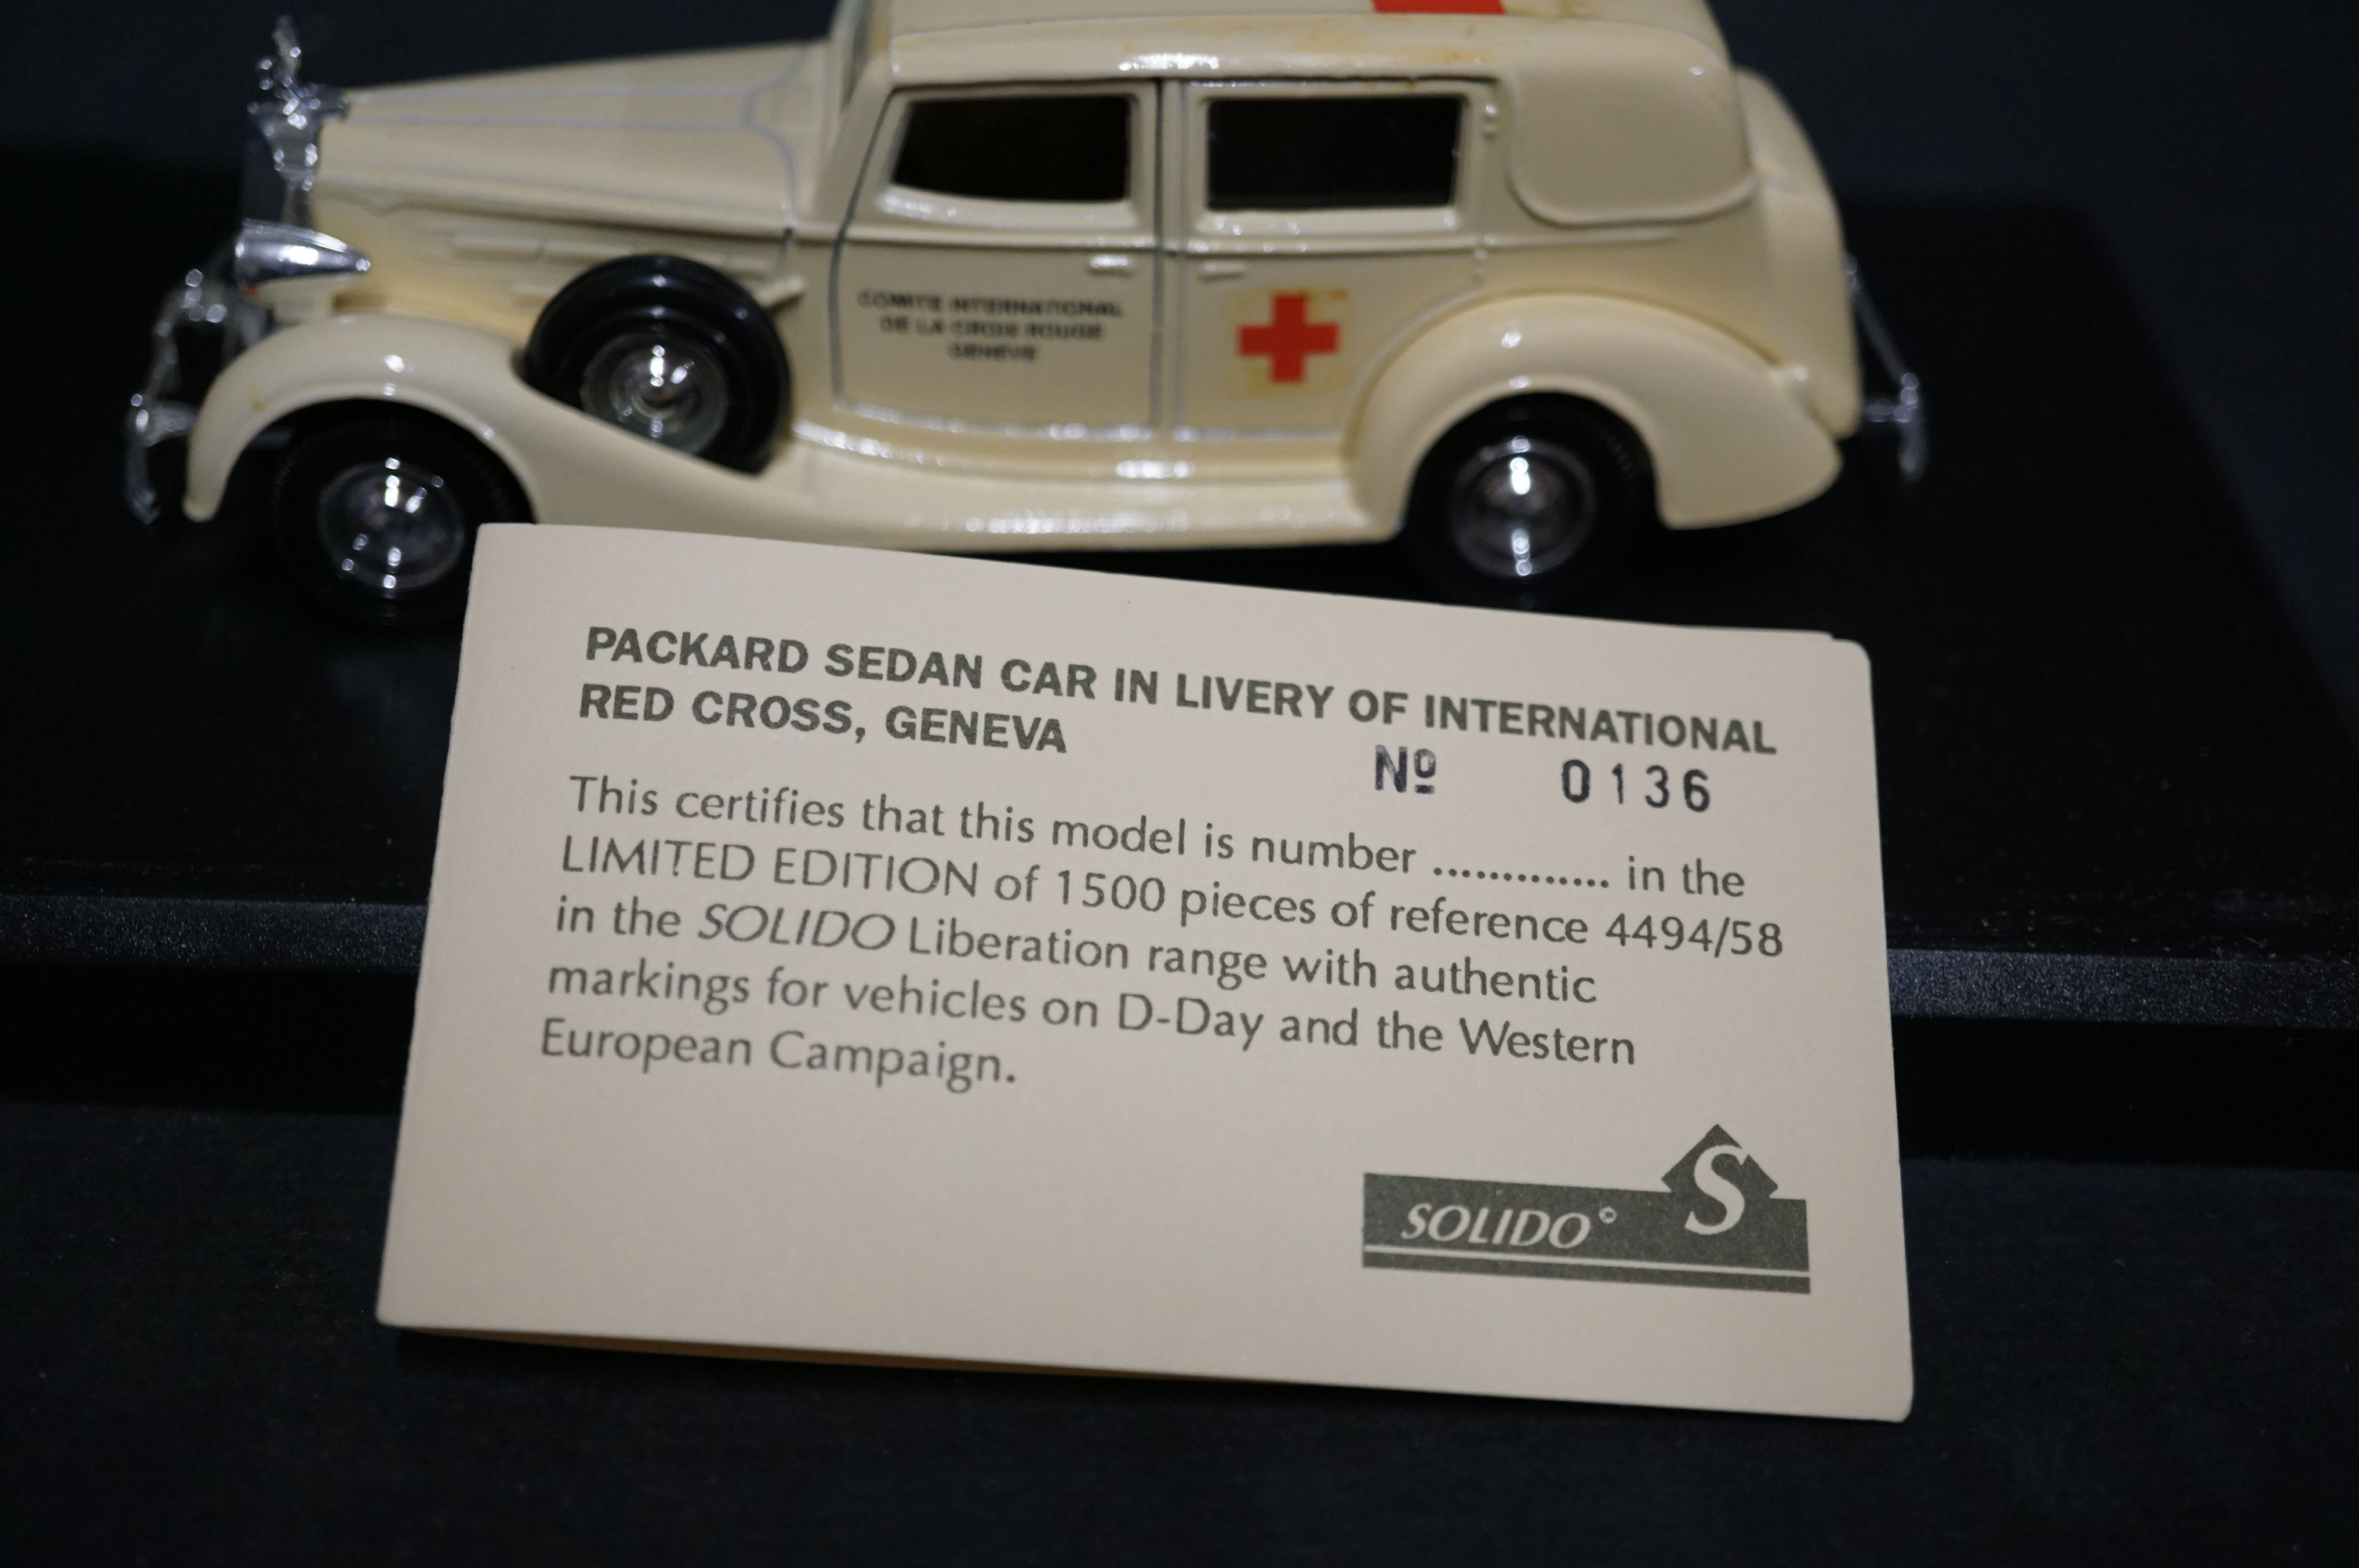 COMITE INTERNATIONAL
DE LA CROIX ROUGE
GENEVE
PACKARD SEDAN CAR IN LIVERY OF INTERNATIONAL
RED CROSS, GENEVA
Nº 0136
This certifies that this model is number ............. in the
LIMITED EDITION of 1500 pieces of reference 4494/58
in the SOLIDO Liberation range with authentic
markings for vehicles on D-Day and the Western
European Campaign.
S
SOLIDO©